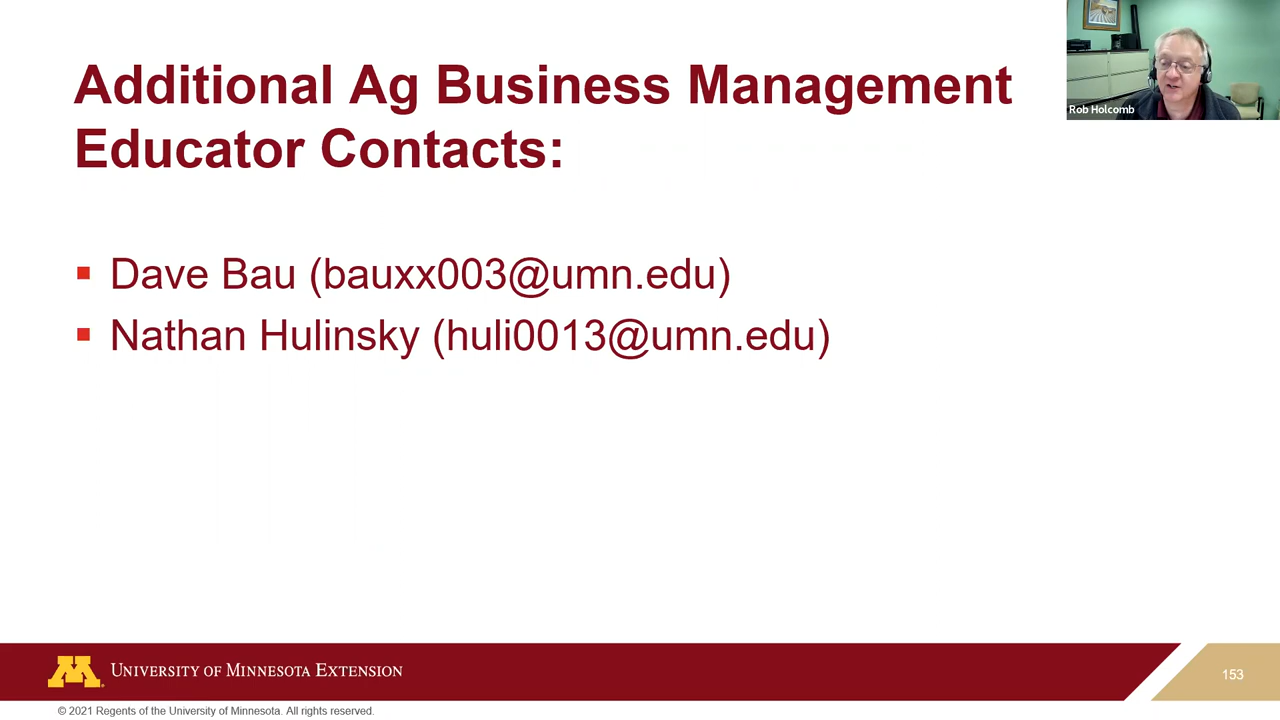 Additional Ag Business Management
Educator Contacts:
Rob Holcomb
▪ Dave Bau (bauxx003@umn.edu)
▪ Nathan Hulinsky (huli0013@umn.edu)
UNIVERSITY OF MINNESOTA EXTENSION
153
© 2021 Regents of the University of Minnesota. All rights reserved.